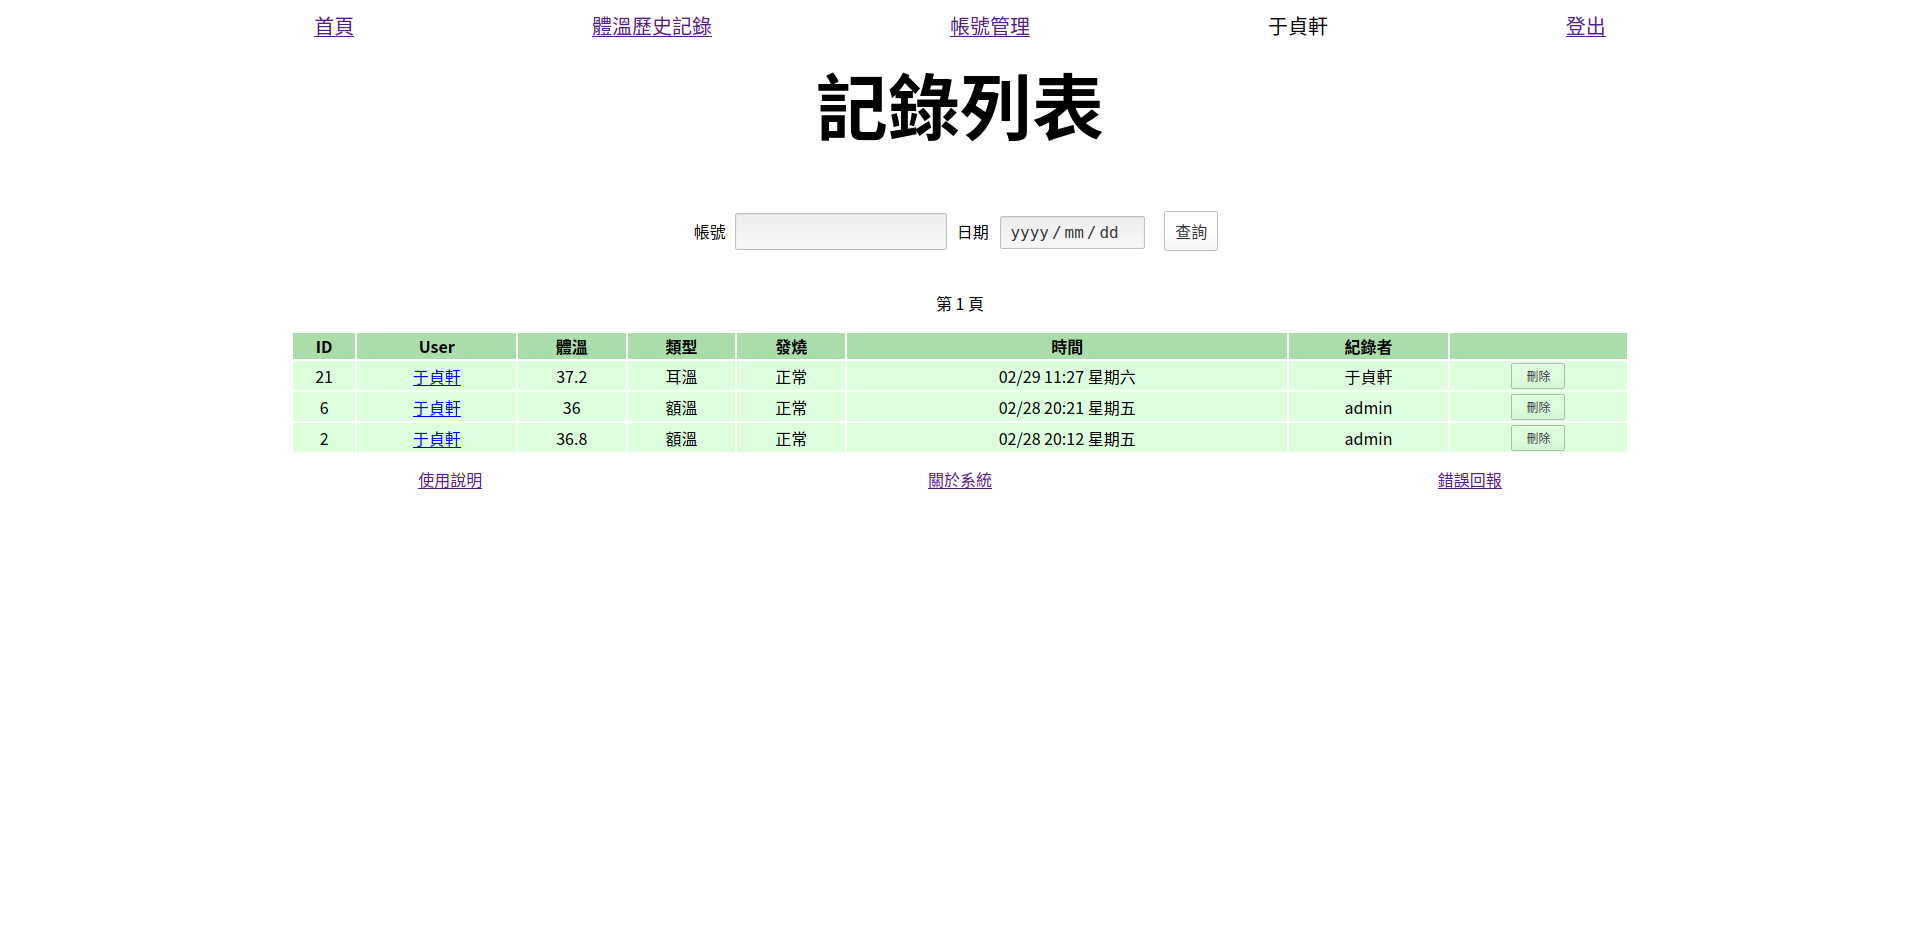 首頁 體溫歷史記錄 帳號管理 于貞軒 登出
記錄列表
帳號 日期 yyyy / mm / dd 查詢
第 1 頁
ID User 體溫 類型 發燒 時間 紀錄者
21 于貞軒 37.2 耳溫 正常 02/29 11:27 星期六 于貞軒 刪除
6 于貞軒 36 額溫 正常 02/28 20:21 星期五 admin 刪除
2 于貞軒 36.8 額溫 正常 02/28 20:12 星期五 admin 刪除
使用說明 關於系統 錯誤回報